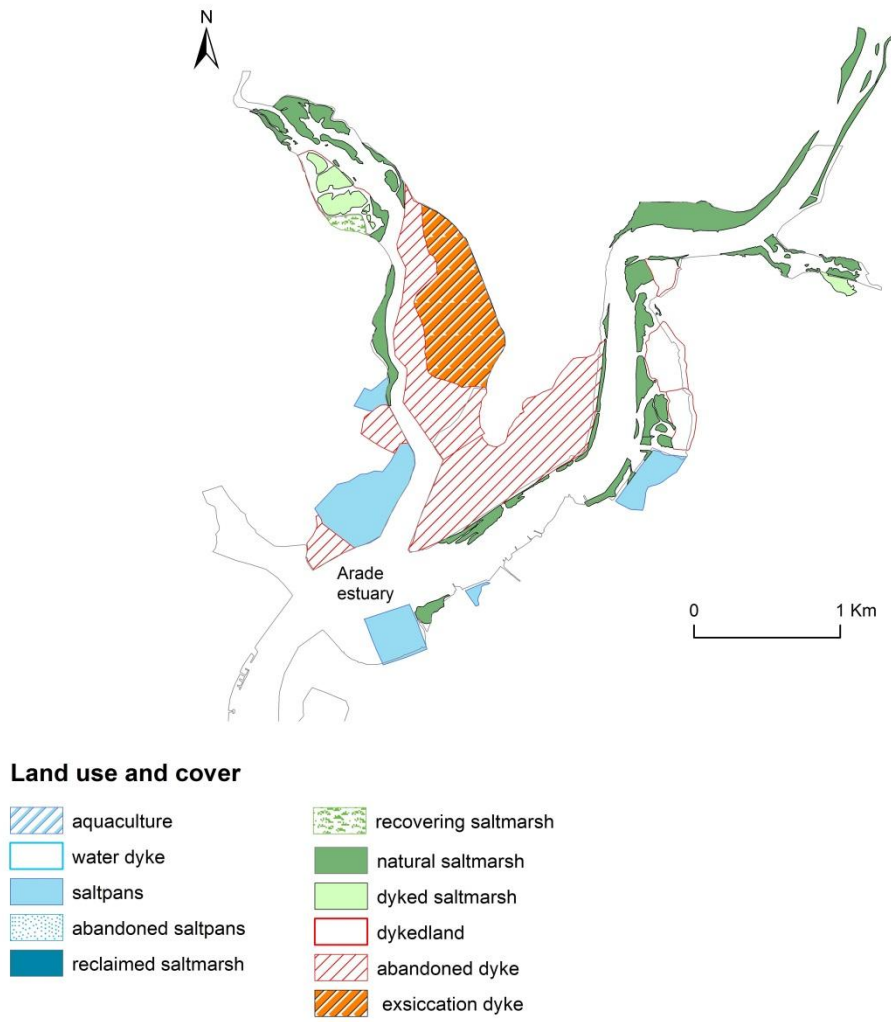 N
Arade
estuary
0 1 Km
Land use and cover
aquaculture
water dyke
saltpans
abandoned saltpans
reclaimed saltmarsh
recovering saltmarsh
natural saltmarsh
dyked saltmarsh
dykedland
abandoned dyke
exsiccation dyke